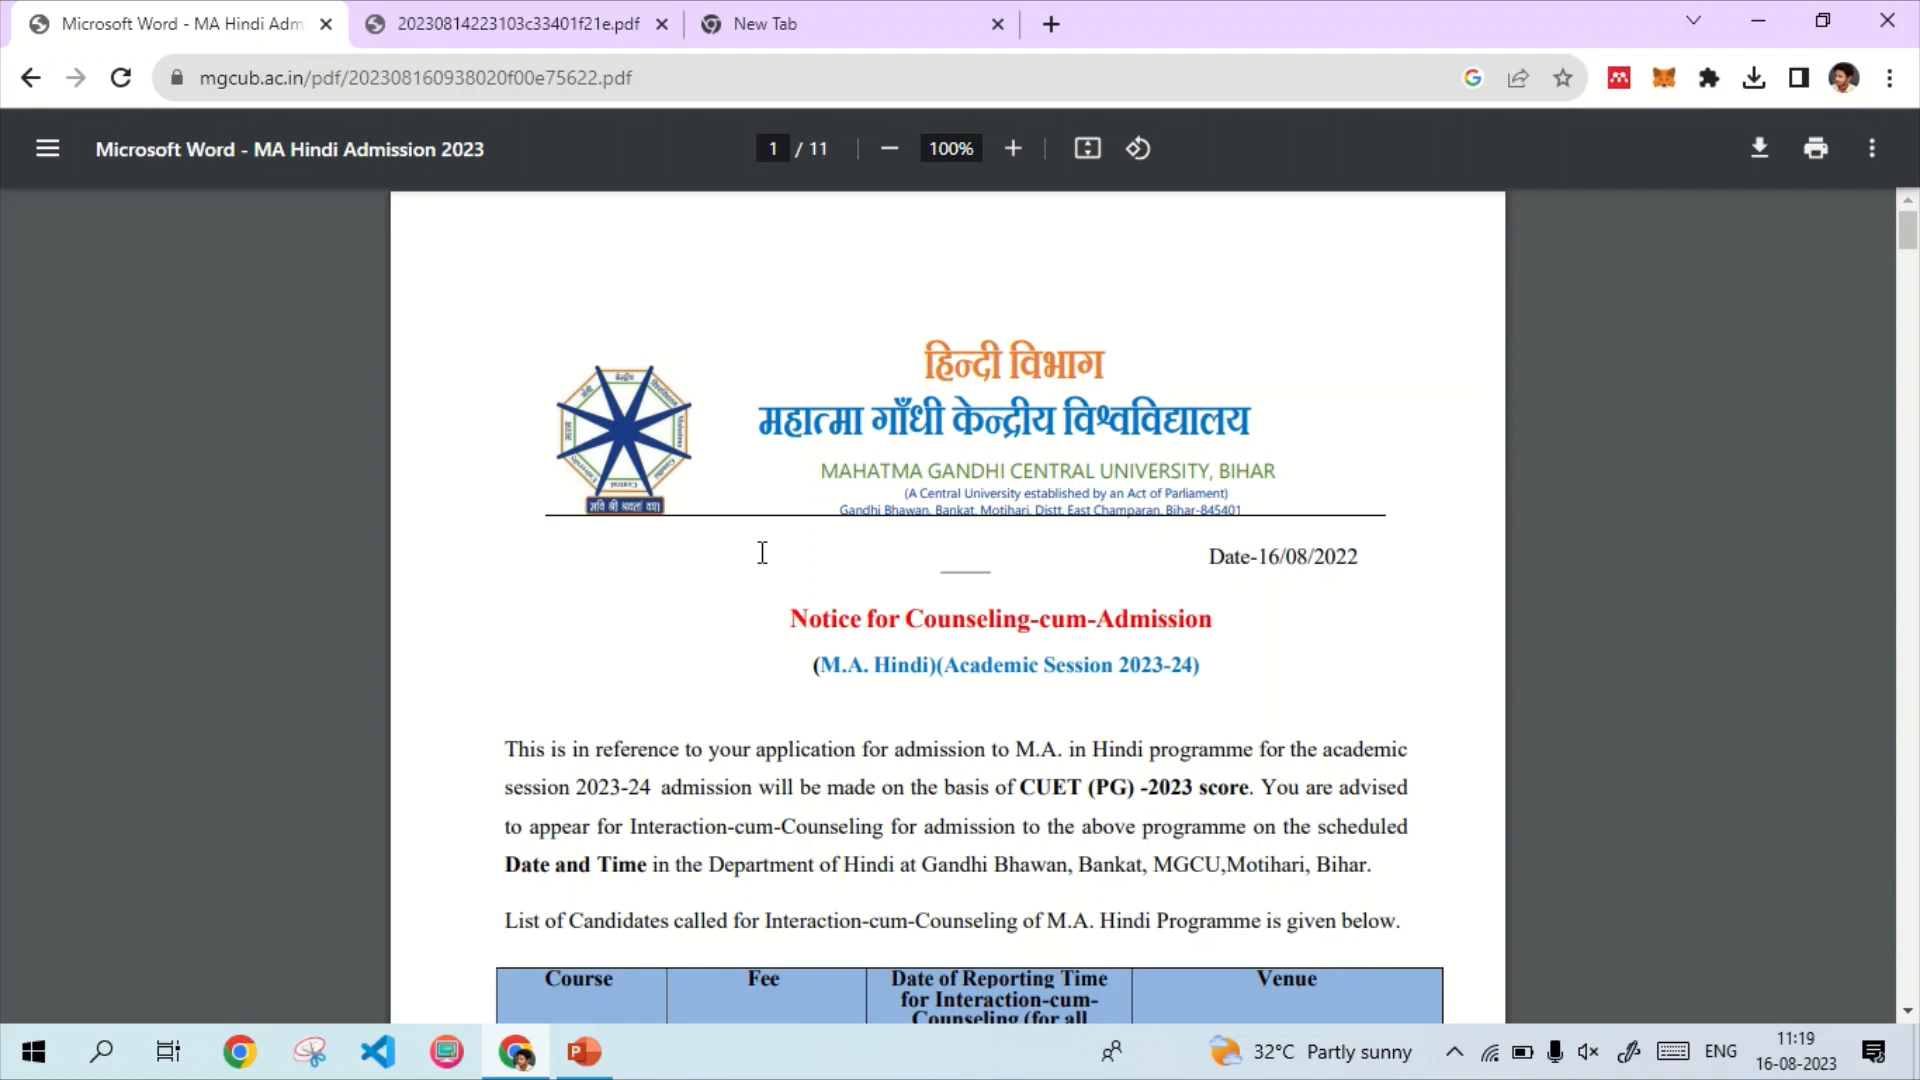 Microsoft Word - MA Hindi Adm
20230814223103c33401f21e.pdf
New Tab
mgcub.ac.in/pdf/202308160938020f00e75622.pdf
Microsoft Word - MA Hindi Admission 2023
1 / 11
100%
हिन्दी विभाग
महात्मा गाँधी केन्द्रीय विश्वविद्यालय
MAHATMA GANDHI CENTRAL UNIVERSITY, BIHAR
(A Central University established by an Act of Parliament)
Gandhi Bhawan, Bankat, Motihari, Distt. East Champaran, Bihar-845401
Date-16/08/2022
Notice for Counseling-cum-Admission
(M.A. Hindi)(Academic Session 2023-24)
This is in reference to your application for admission to M.A. in Hindi programme for the academic
session 2023-24 admission will be made on the basis of CUET (PG) -2023 score. You are advised
to appear for Interaction-cum-Counseling for admission to the above programme on the scheduled
Date and Time in the Department of Hindi at Gandhi Bhawan, Bankat, MGCU,Motihari, Bihar.
List of Candidates called for Interaction-cum-Counseling of M.A. Hindi Programme is given below.
Course Fee Date of Reporting Time Venue
for Interaction-cum-
Counseling (for all
32°C Partly sunny
ENG
11:19
16-08-2023